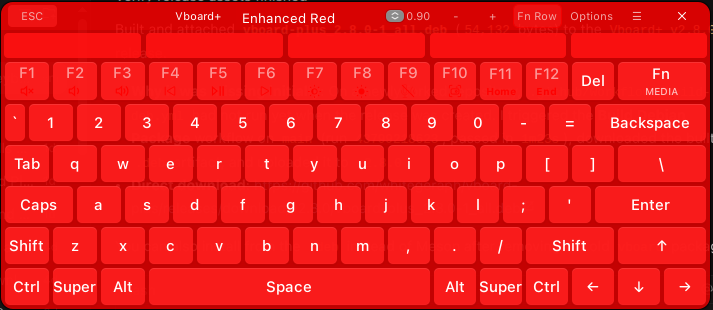 ESC Vboard+ Enhanced Red 0.90 - + Fn Row Options ☰ ✕
F1 F2 F3 F4 F5 F6 F7 F8 F9 F10 F11 F12 Del Fn
Home End MEDIA
` 1 2 3 4 5 6 7 8 9 0 - = Backspace
Tab q w e r t y u i o p [ ] \
Caps a s d f g h j k l ; ' Enter
Shift z x c v b n m , . / Shift ↑
Ctrl Super Alt Space Alt Super Ctrl ← ↓ →